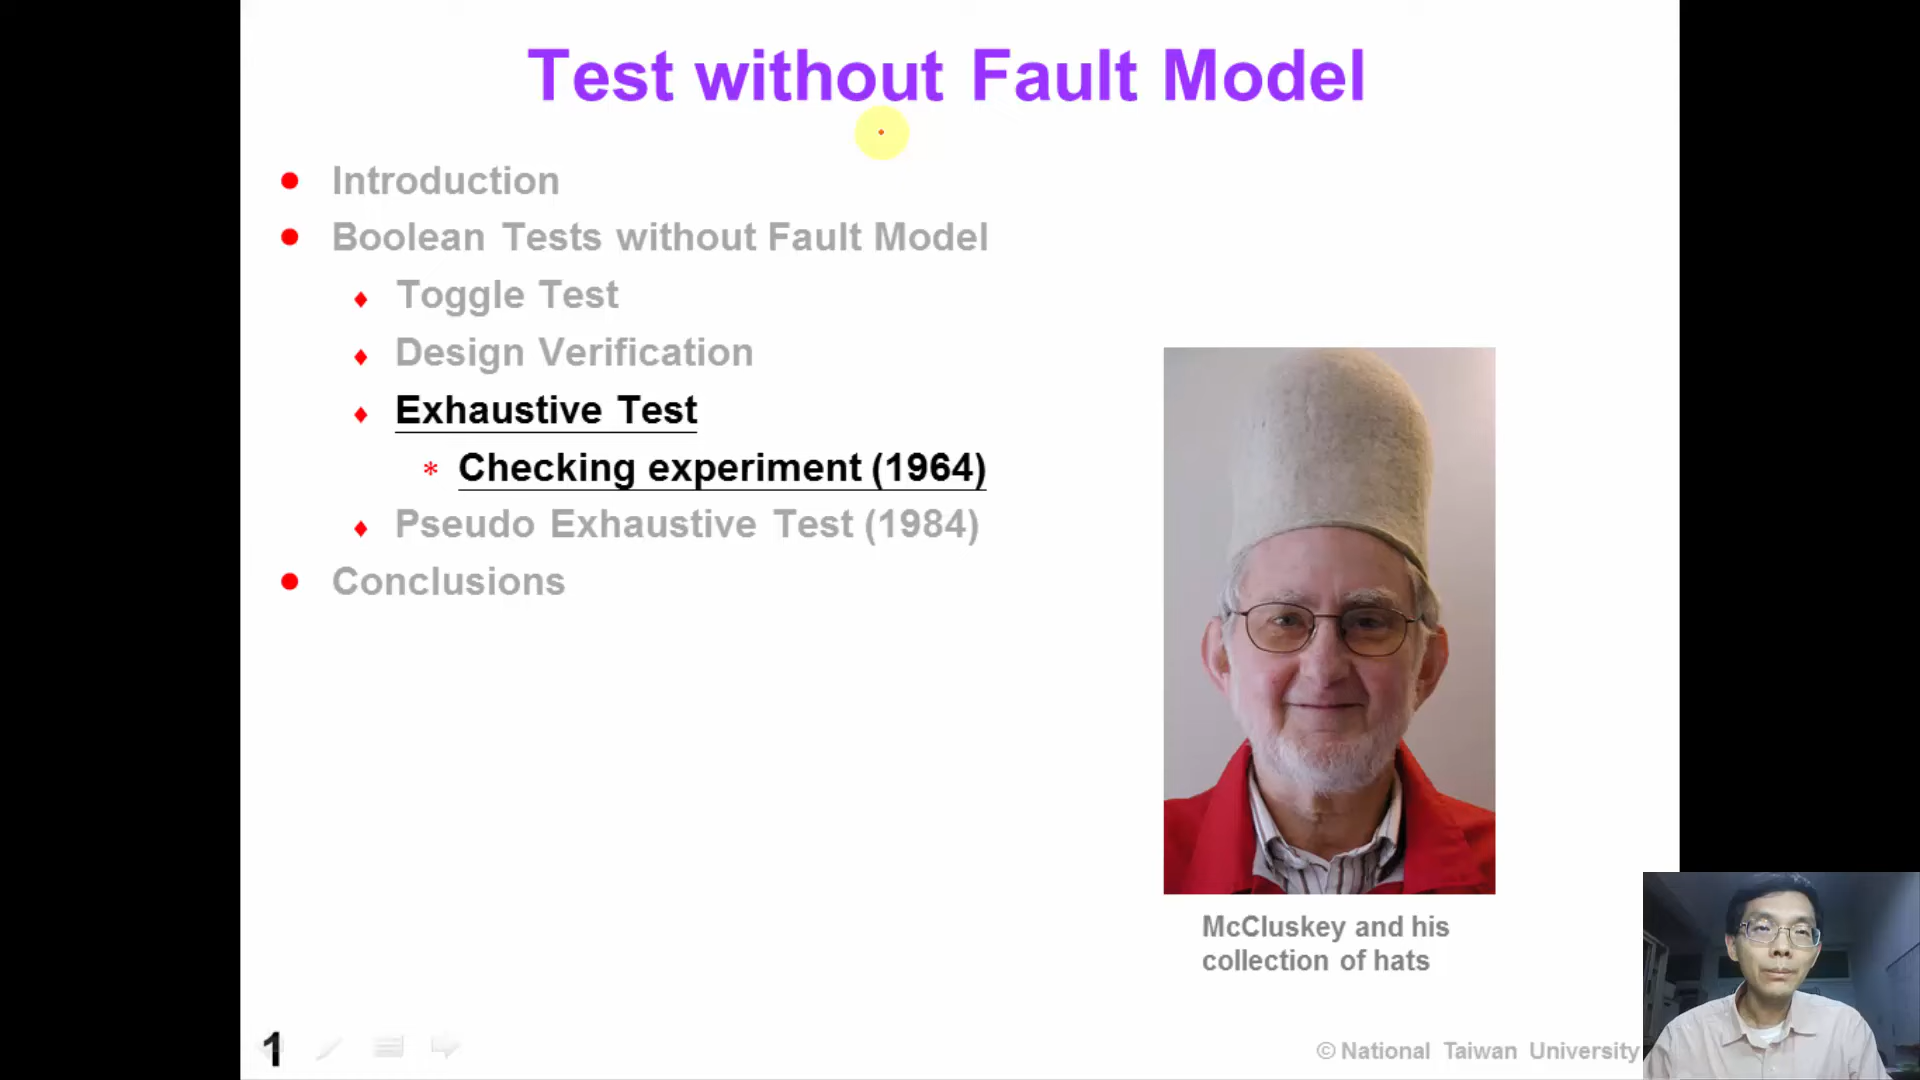 Test without Fault Model
Introduction
Boolean Tests without Fault Model
Toggle Test
Design Verification
Exhaustive Test
* Checking experiment (1964)
Pseudo Exhaustive Test (1984)
Conclusions
McCluskey and his
collection of hats
1
© National Taiwan University